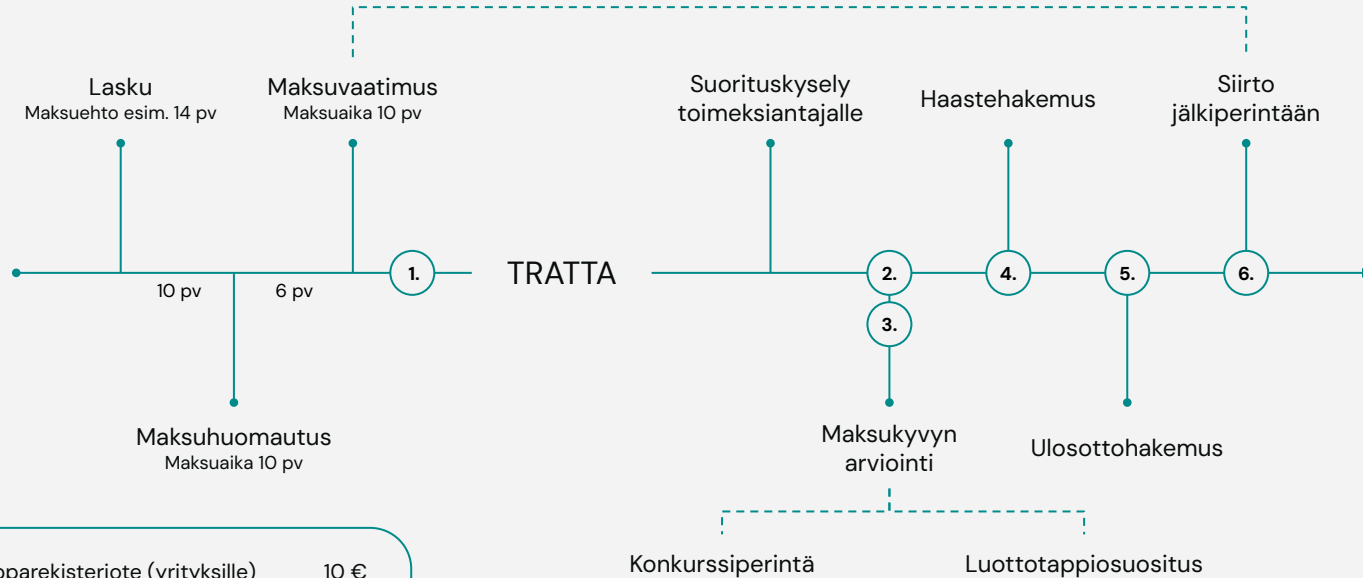 Lasku
Maksuehto esim. 14 pv
Maksuvaatimus
Maksuaika 10 pv
Suorituskysely
toimeksiantajalle
Haastehakemus
Siirto
jälkiperintään
10 pv
6 pv
1.
TRATTA
2.
3.
4.
5.
6.
Maksuhuomautus
Maksuaika 10 pv
Maksukyvyn
arviointi
Ulosottohakemus
Konkurssiperintä
Luottotappiosuositus
(yrityksille) 10 €